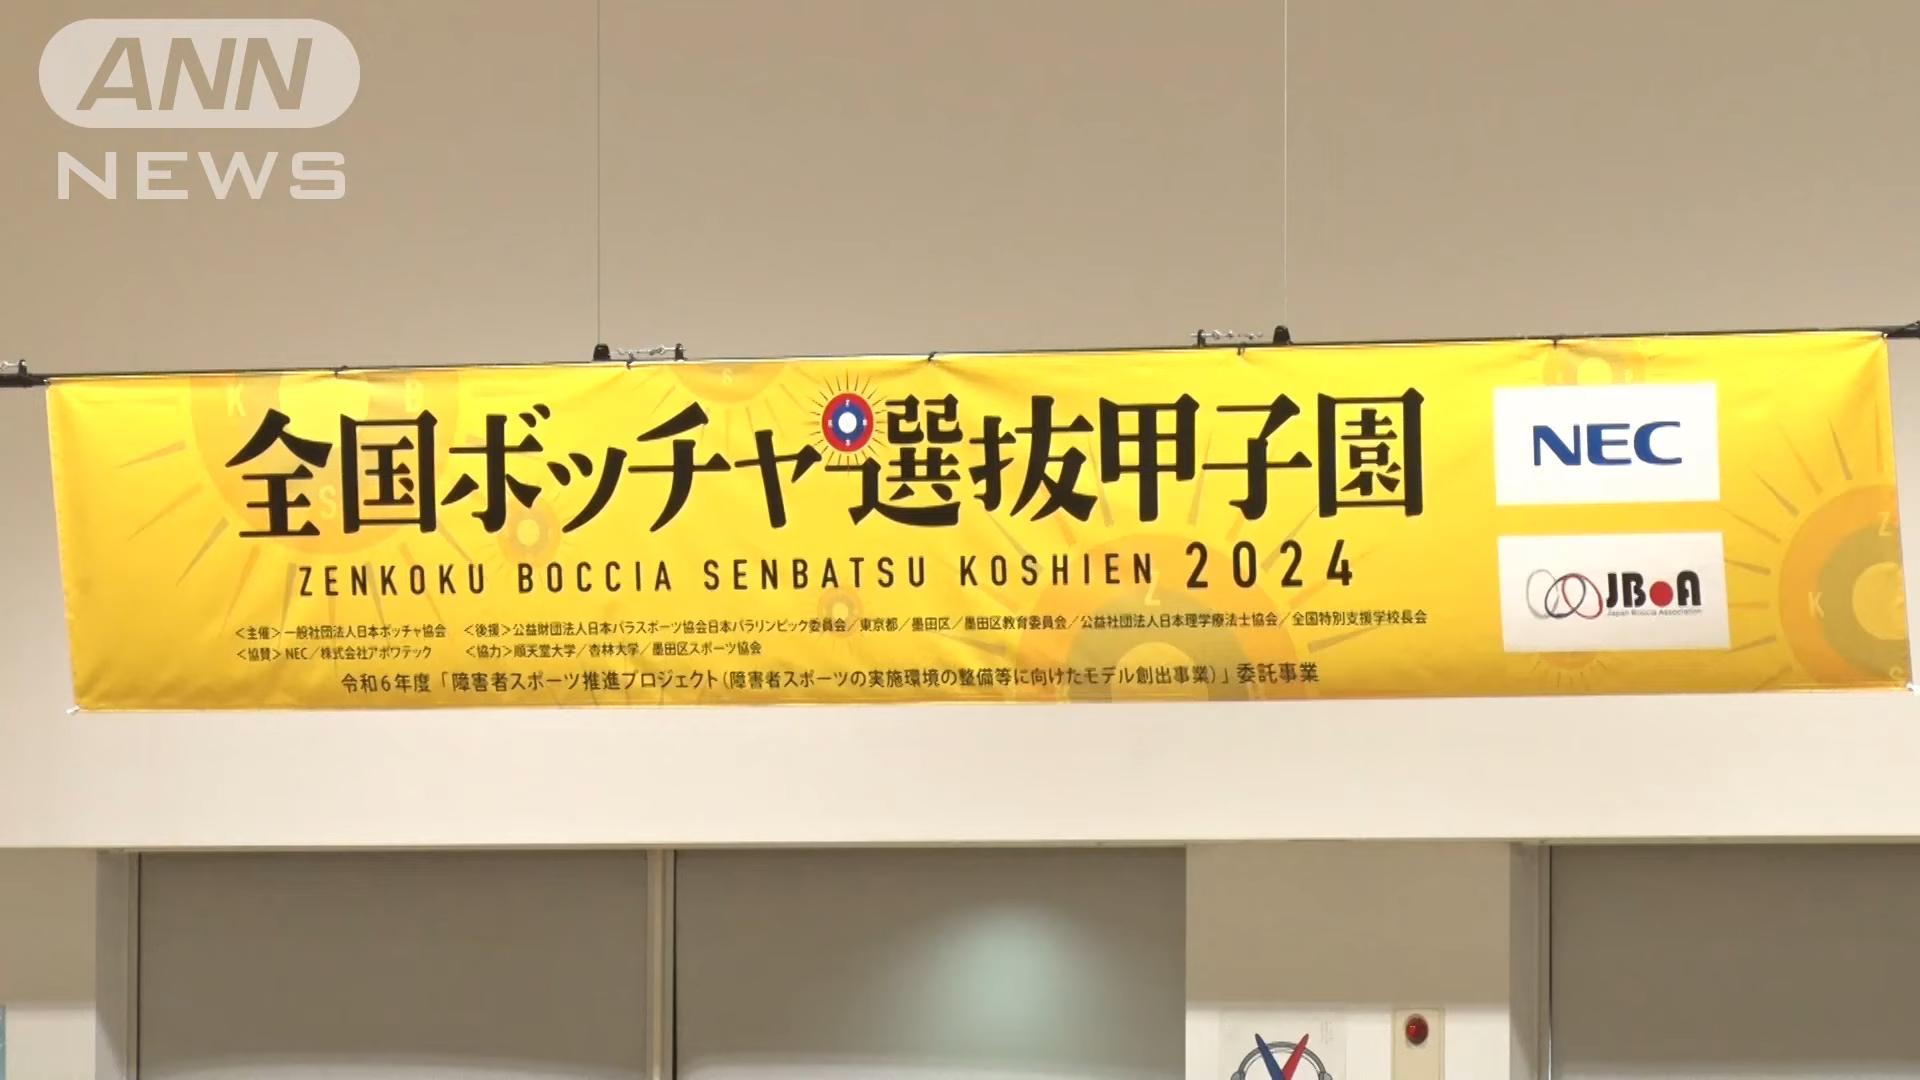 ANN
NEWS
全国ボッチャ選抜甲子園
ZENKOKU BOCCIA SENBATSU KOSHIEN 2024
NEC
JBoA
Japan Boccia Association
<主催>一般社団法人日本ボッチャ協会 <後援>公益財団法人日本パラスポーツ協会日本パラリンピック委員会／東京都／墨田区／墨田区教育委員会／公益社団法人日本理学療法士協会／全国特別支援学校長会
<協賛>NEC／株式会社アポワテック <協力>順天堂大学／杏林大学／墨田区スポーツ協会
令和6年度「障害者スポーツ推進プロジェクト(障害者スポーツの実施環境の整備等に向けたモデル創出事業)」委託事業